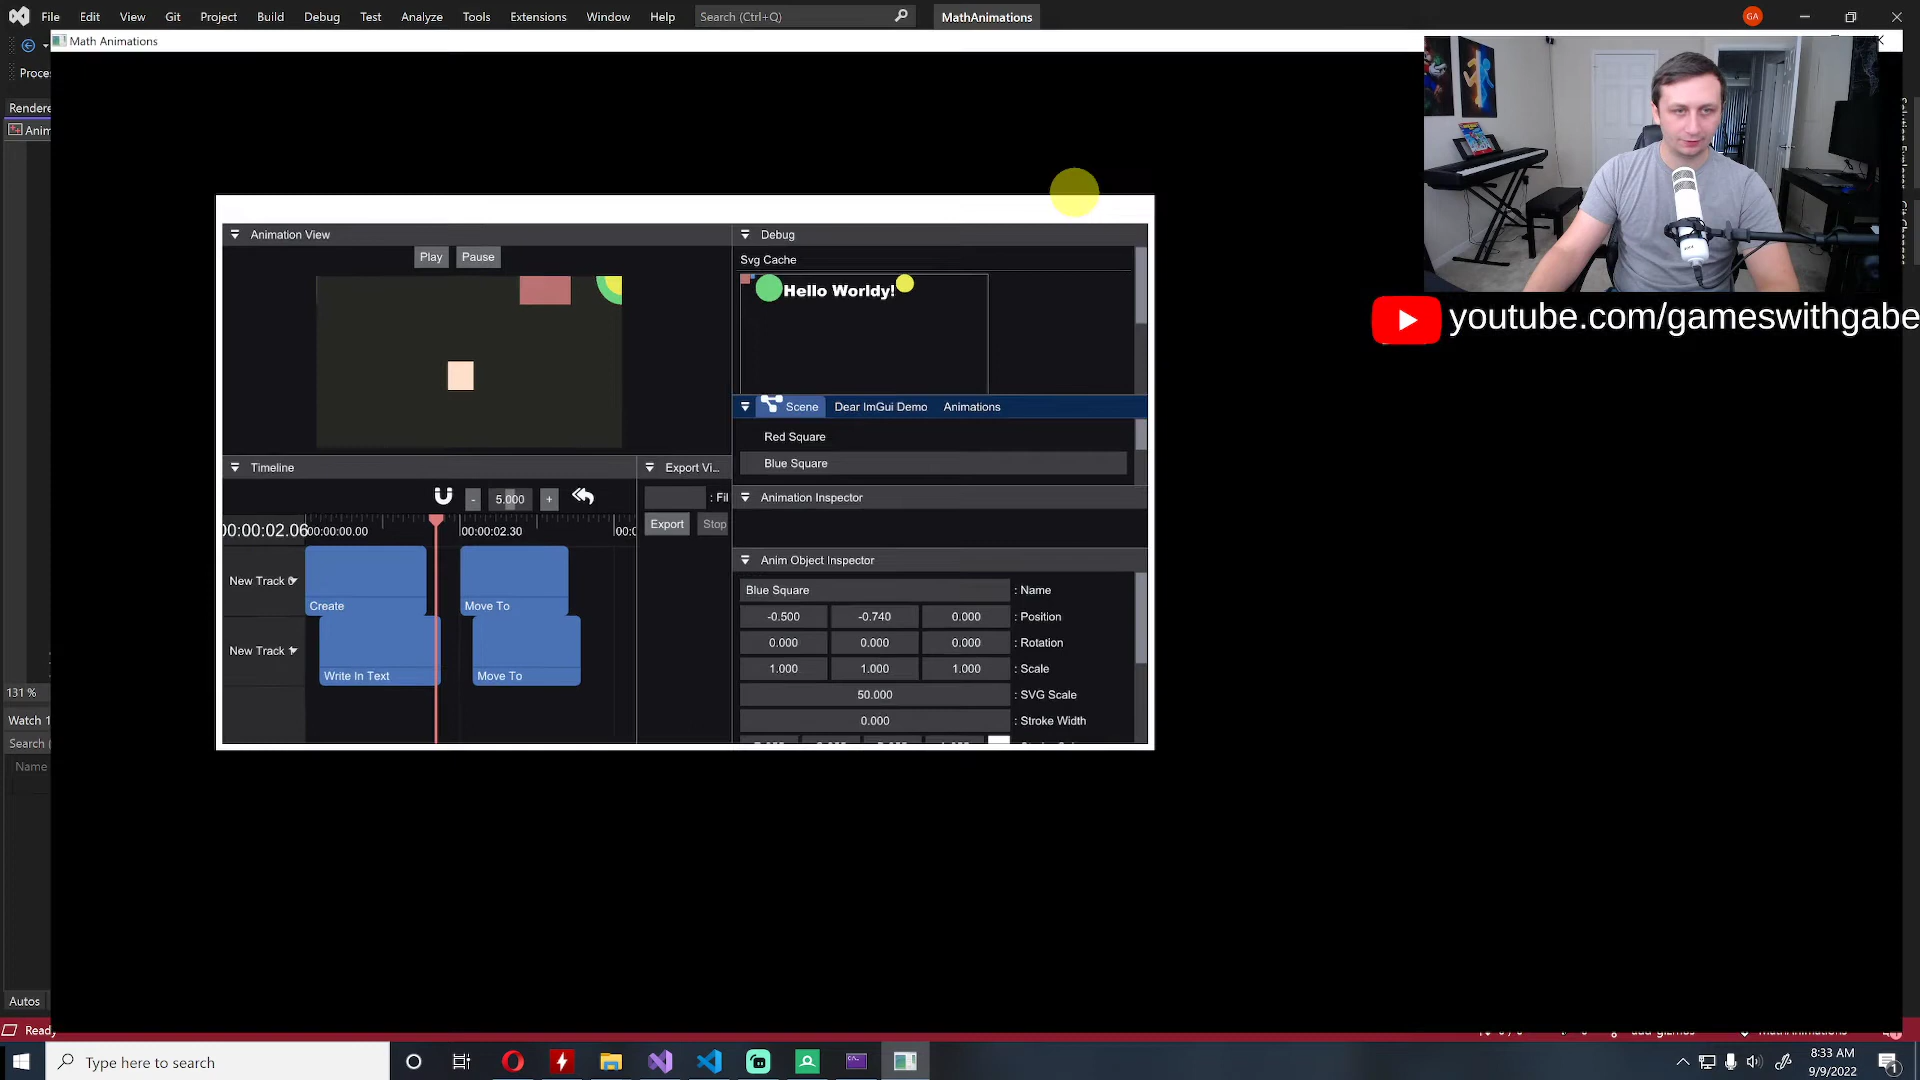 File Edit View Git Project Build Debug Test Analyze Tools Extensions Window Help Search (Ctrl+Q) MathAnimations GA
Math Animations
Proce
Rendere
Anim
youtube.com/gameswithgabe
Animation View
Play Pause
Debug
Svg Cache
Hello Worldy!
Scene Dear ImGui Demo Animations
Red Square
Blue Square
Timeline
Export Vi...
- 5.000 +
: Fil
Export Stop
00:00:02.06 00:00:00.00 00:00:02.30 00:0
New Track 0
Create
Move To
New Track 1
Write In Text
Move To
Animation Inspector
Anim Object Inspector
Blue Square : Name
-0.500 -0.740 0.000 : Position
0.000 0.000 0.000 : Rotation
1.000 1.000 1.000 : Scale
50.000 : SVG Scale
0.000 : Stroke Width
131 %
Watch 1
Search (
Name
Autos
Ready
Type here to search
8:33 AM
9/9/2022